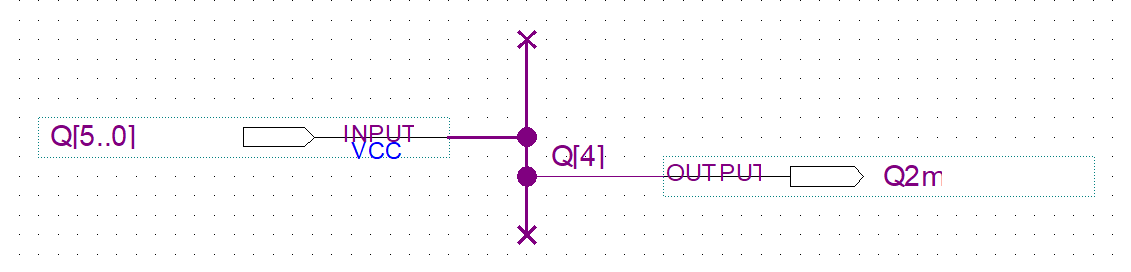 Q[5..0]
INPUT
VCC
Q[4]
OUTPUT
Q2m